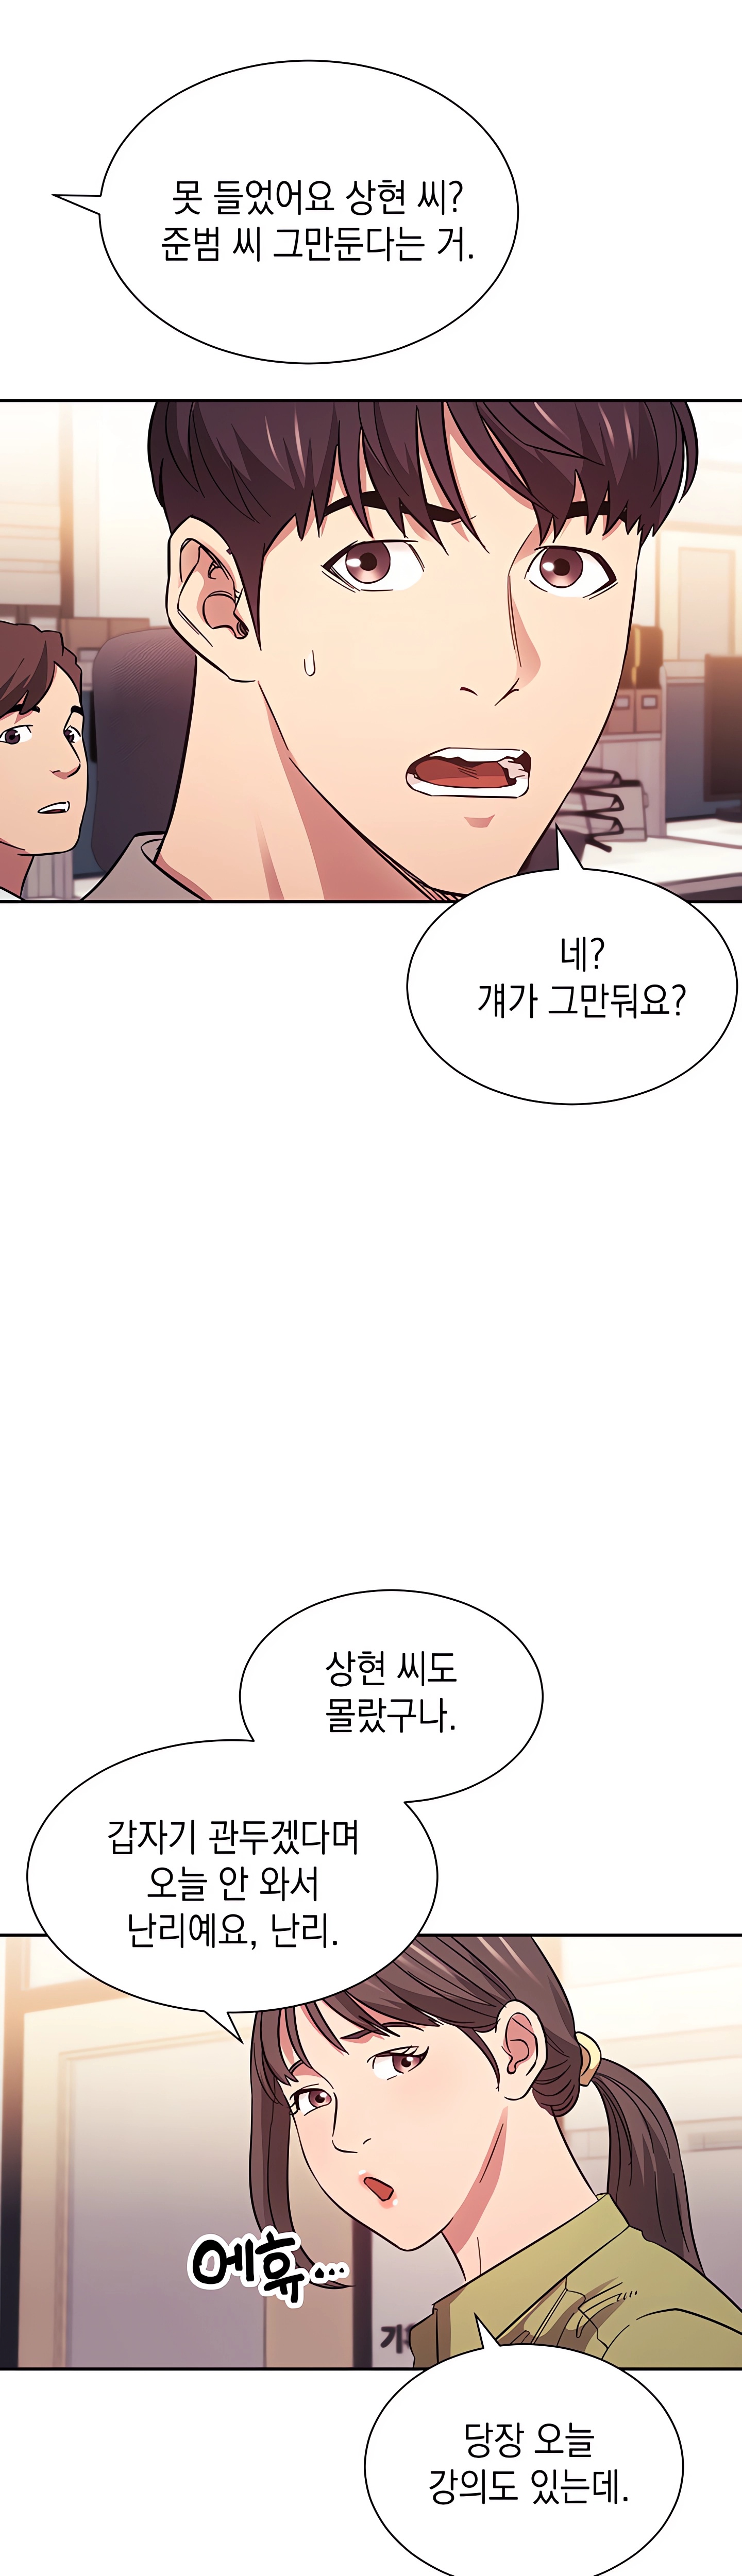 못 들었어요 상현 씨?
준범 씨 그만둔다는 거.
네?
걔가 그만둬요?
상현 씨도
몰랐구나.
갑자기 관두겠다며
오늘 안 와서
난리예요, 난리.
에휴...
당장 오늘
강의도 있는데.